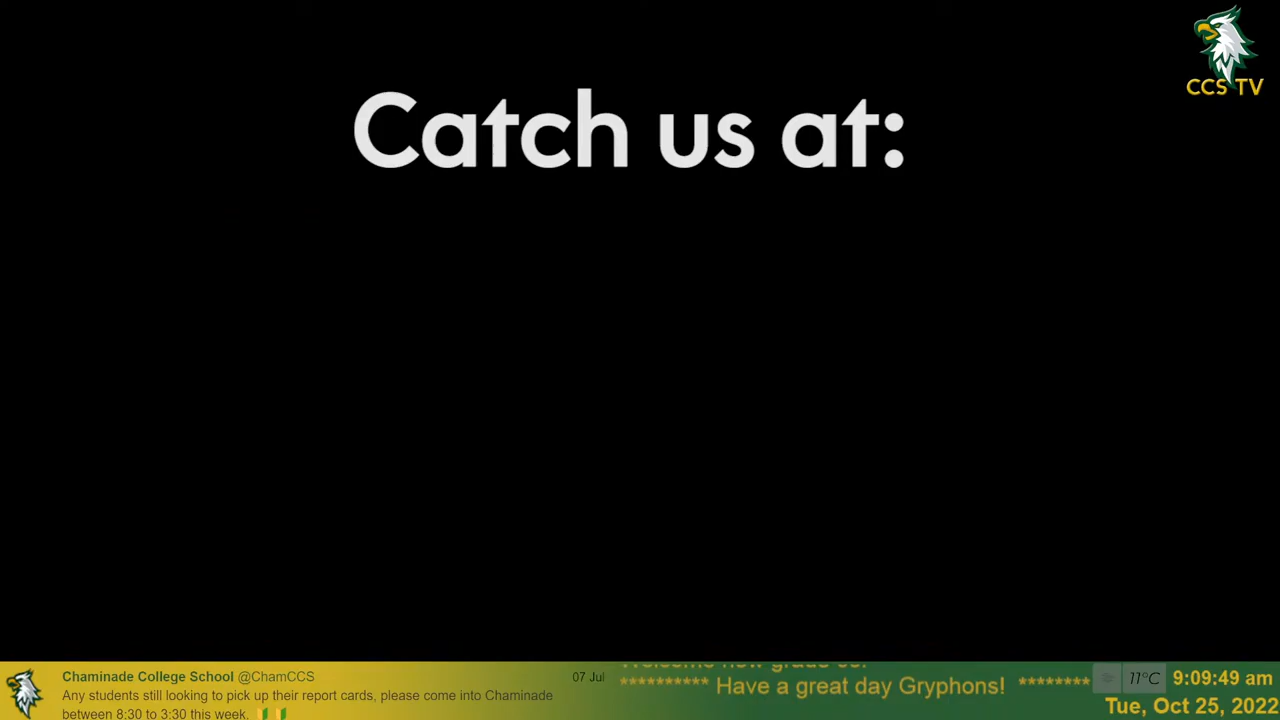 CCS TV
Catch us at:
Chaminade College School @ChamCCS
07 Jul
Any students still looking to pick up their report cards, please come into Chaminade
between 8:30 to 3:30 this week.
********** Have a great day Gryphons! ********
11°C
9:09:49 am
Tue, Oct 25, 2022